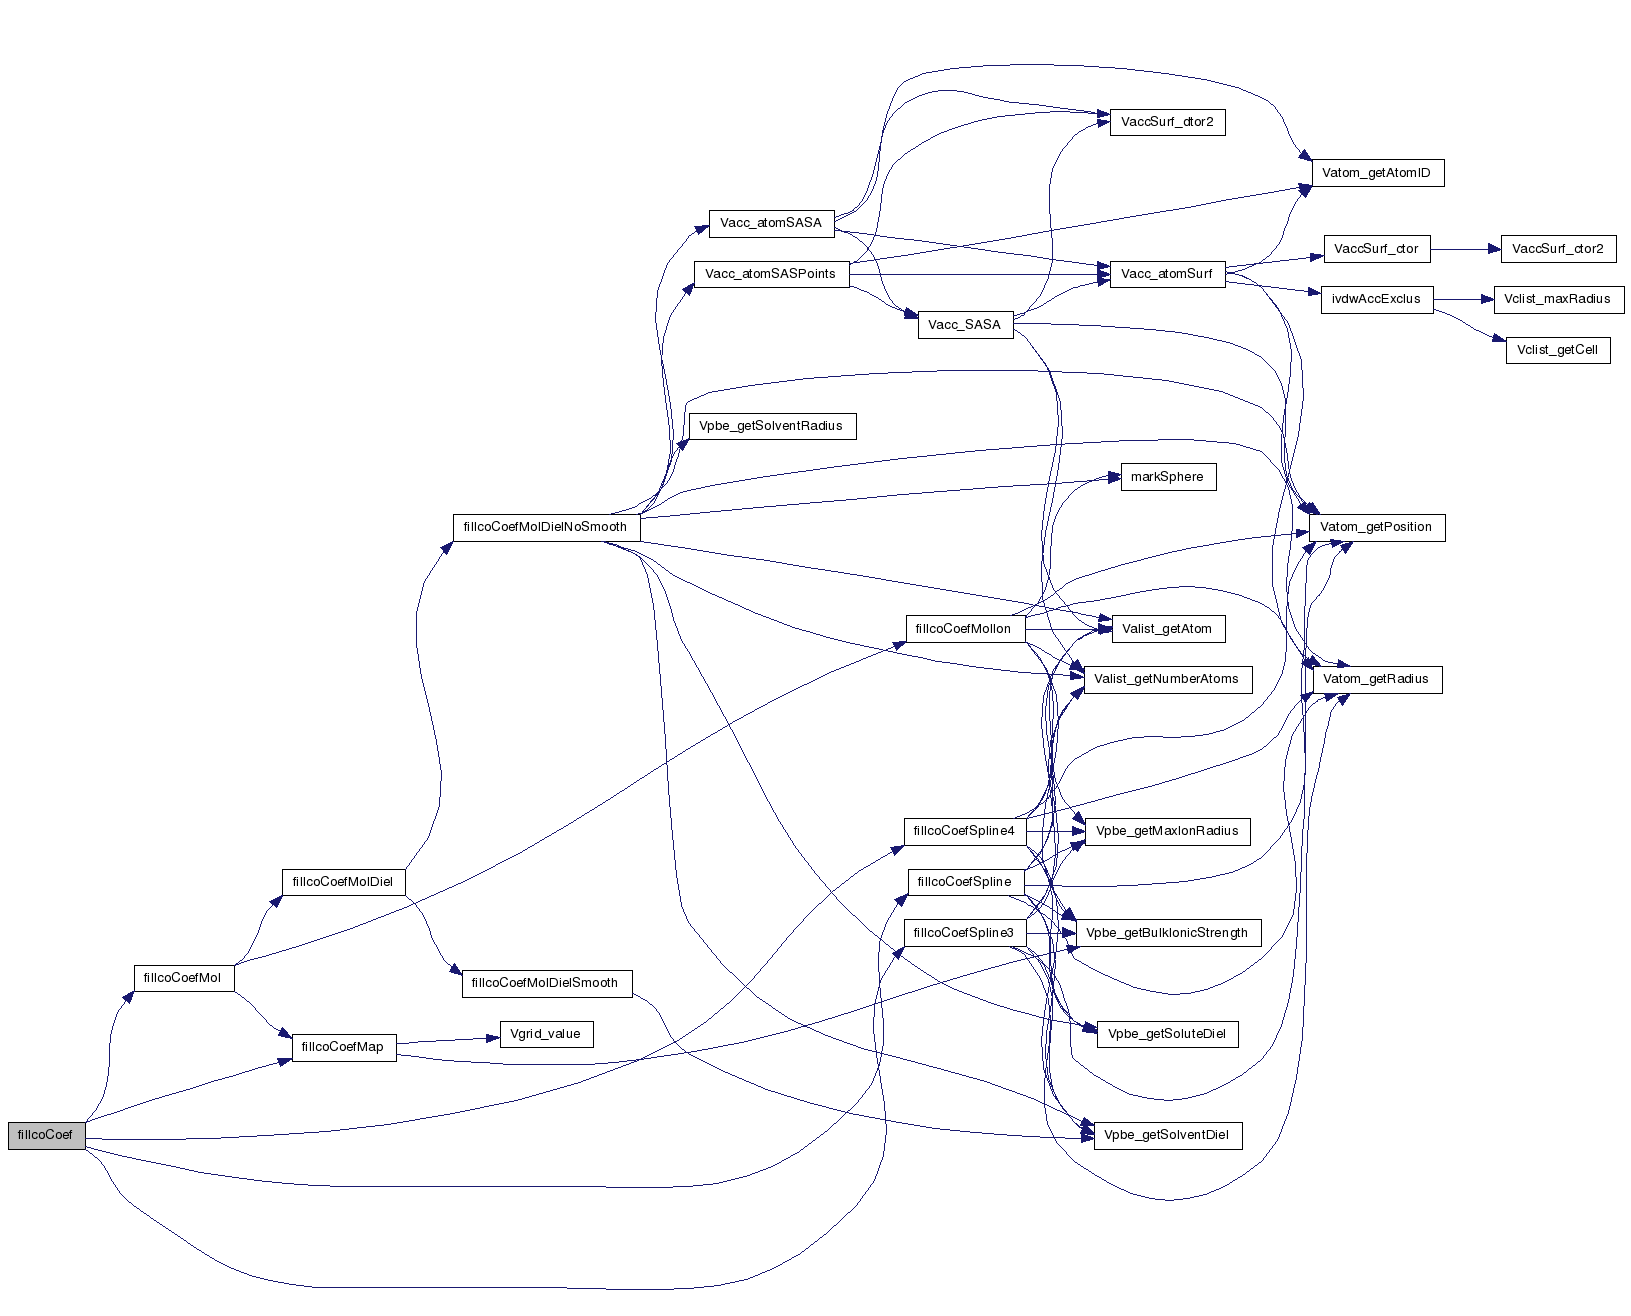 VaccSurf_dtor2
Vatom_getAtomID
Vacc_atomSASA
VaccSurf_ctor
VaccSurf_ctor2
Vacc_atomSASPoints
Vacc_atomSurf
ivdwAccExclus
Vclist_maxRadius
Vacc_SASA
Vclist_getCell
Vpbe_getSolventRadius
markSphere
fillcoCoefMolDielNoSmooth
Vatom_getPosition
fillcoCoefMolIon
Valist_getAtom
Valist_getNumberAtoms
Vatom_getRadius
fillcoCoefSpline4
Vpbe_getMaxIonRadius
fillcoCoefMolDiel
fillcoCoefSpline
fillcoCoefSpline3
Vpbe_getBulkIonicStrength
fillcoCoefMol
fillcoCoefMolDielSmooth
Vgrid_value
Vpbe_getSoluteDiel
fillcoCoefMap
fillcoCoef
Vpbe_getSolventDiel